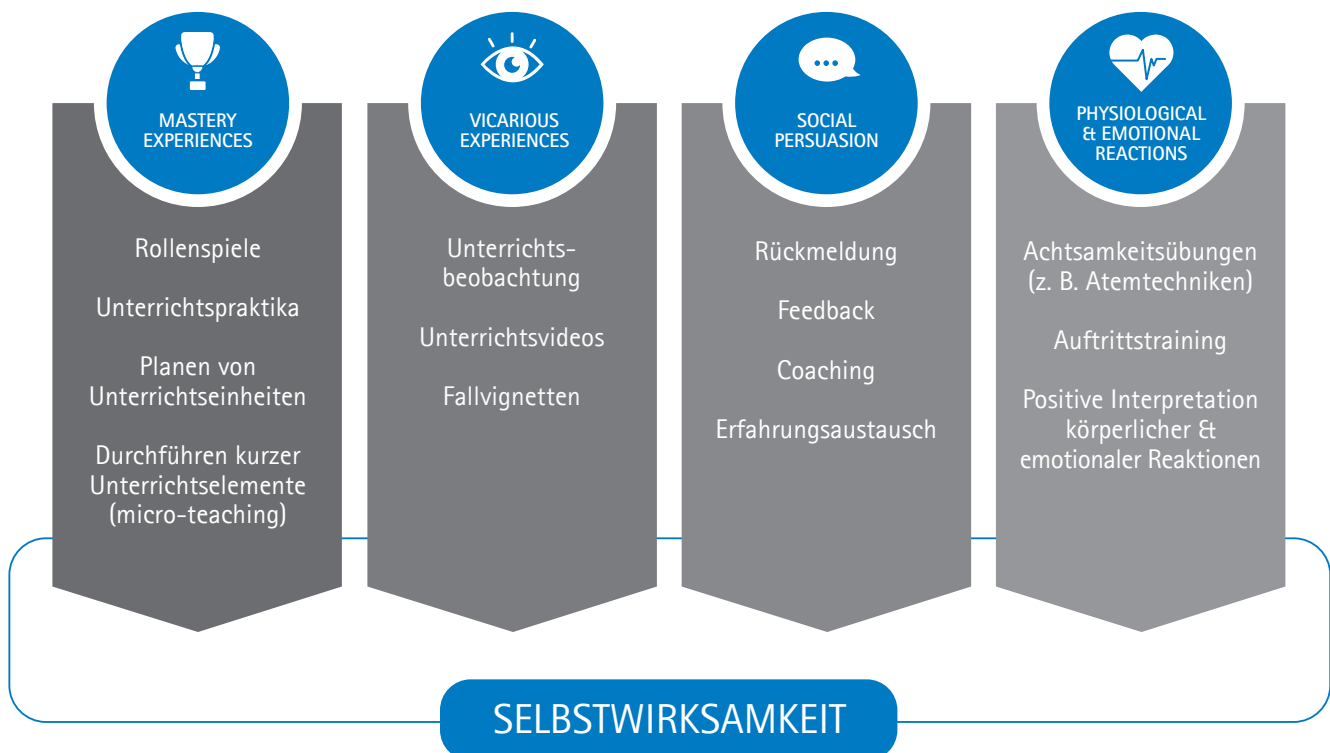 MASTERY
EXPERIENCES
Rollenspiele
Unterrichtspraktika
Planen von
Unterrichtseinheiten
Durchführen kurzer
Unterrichtselemente
(micro-teaching)
VICARIOUS
EXPERIENCES
Unterrichts-
beobachtung
Unterrichtsvideos
Fallvignetten
SOCIAL
PERSUASION
Rückmeldung
Feedback
Coaching
Erfahrungsaustausch
PHYSIOLOGICAL
& EMOTIONAL
REACTIONS
Achtsamkeitsübungen
(z. B. Atemtechniken)
Auftrittstraining
Positive Interpretation
körperlicher &
emotionaler Reaktionen
SELBSTWIRKSAMKEIT